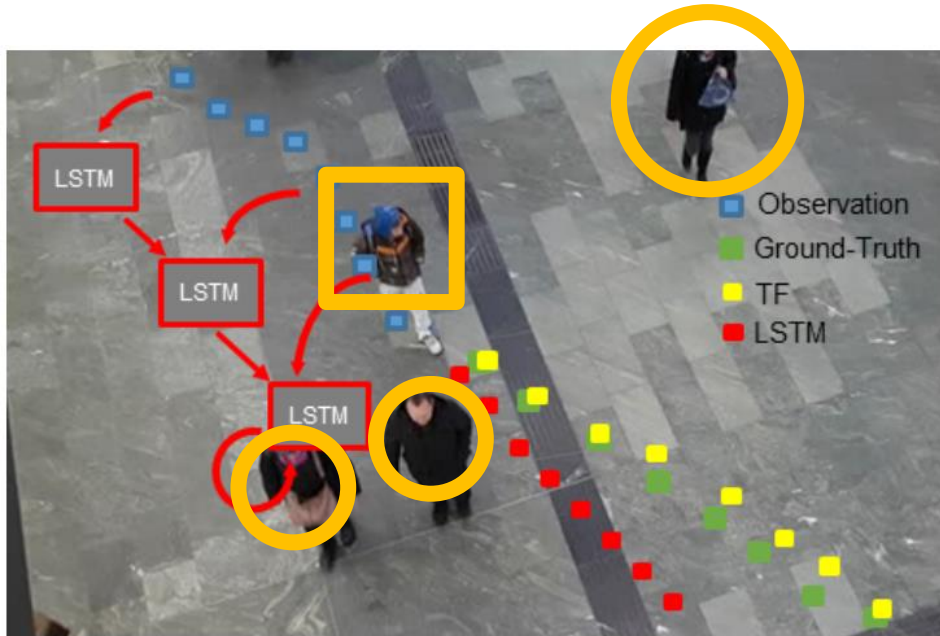 LSTM
LSTM
LSTM
Observation
Ground-Truth
TF
LSTM